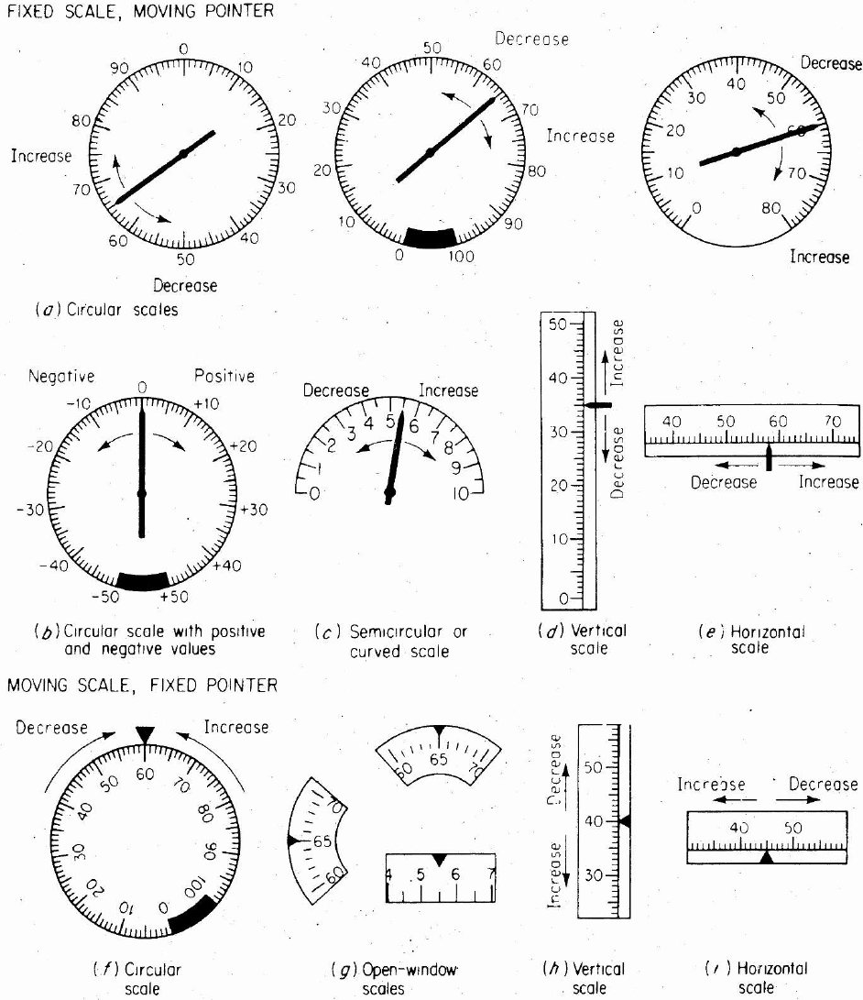 FIXED SCALE, MOVING POINTER
0
10
20
30
40
50
60
70
80
90
Increase
Decrease
0
10
20
30
40
50
60
70
80
90
100
Decrease
Increase
0
10
20
30
40
50
60
70
80
Decrease
Increase
(a) Circular scales
Negative
Positive
0
-10
+10
-20
+20
-30
+30
-40
+40
-50
+50
Decrease
Increase
0
1
2
3
4
5
6
7
8
9
10
50
40
30
20
10
0
Increase
Decrease
40 50 60 70
Decrease
Increase
(b) Circular scale with positive
and negative values
(c) Semicircular or
curved scale
(d) Vertical
scale
(e) Horizontal
scale
MOVING SCALE, FIXED POINTER
Decrease
Increase
0
10
20
30
40
50
60
70
80
90
100
60 65 70
70
65
60
4 5 6 7
Decrease
Increase
50
40
30
Increase
Decrease
40 50
(f) Circular
scale
(g) Open-window
scales
(h) Vertical
scale
(i) Horizontal
scale